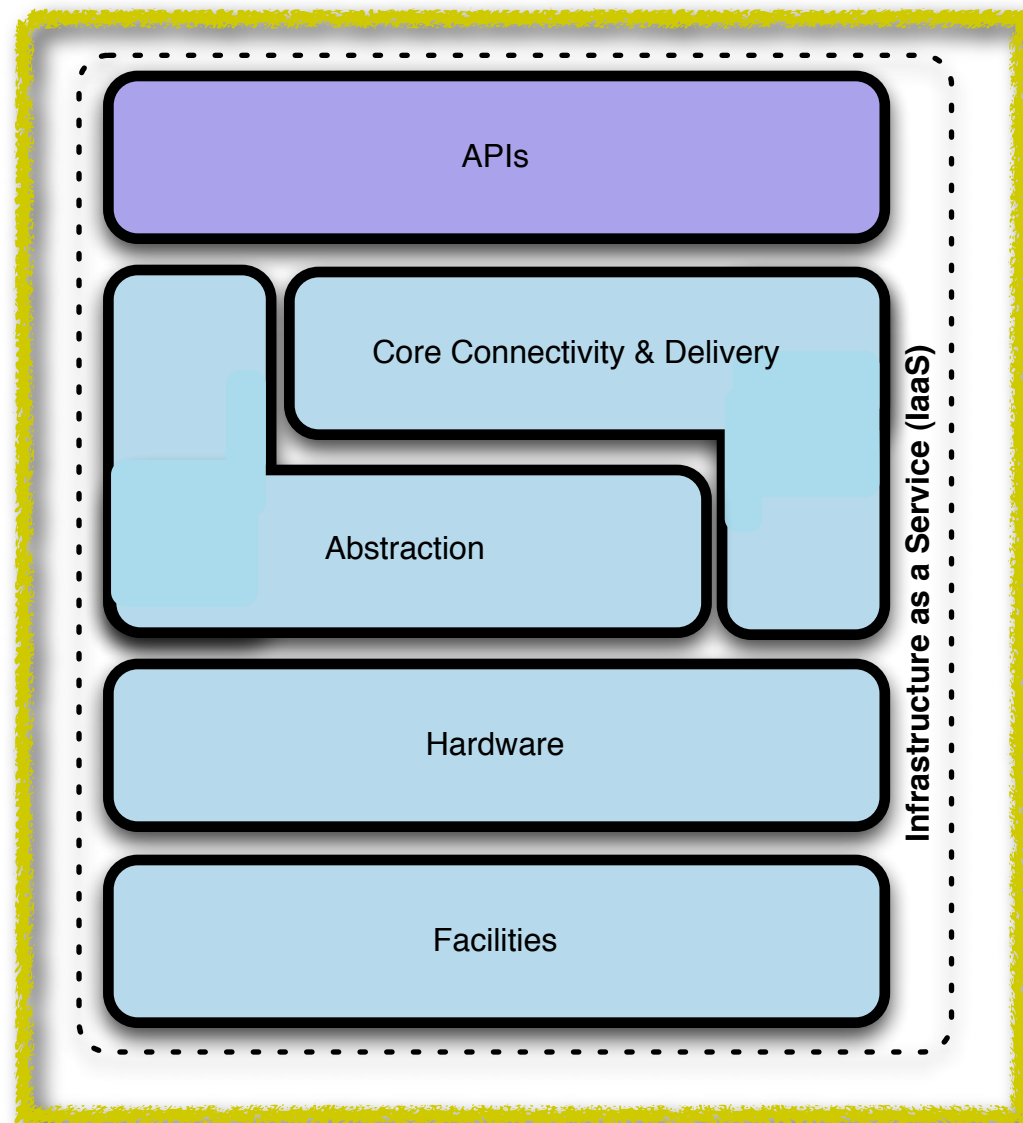 APIs
Core Connectivity & Delivery
Abstraction
Hardware
Facilities
Infrastructure as a Service (IaaS)